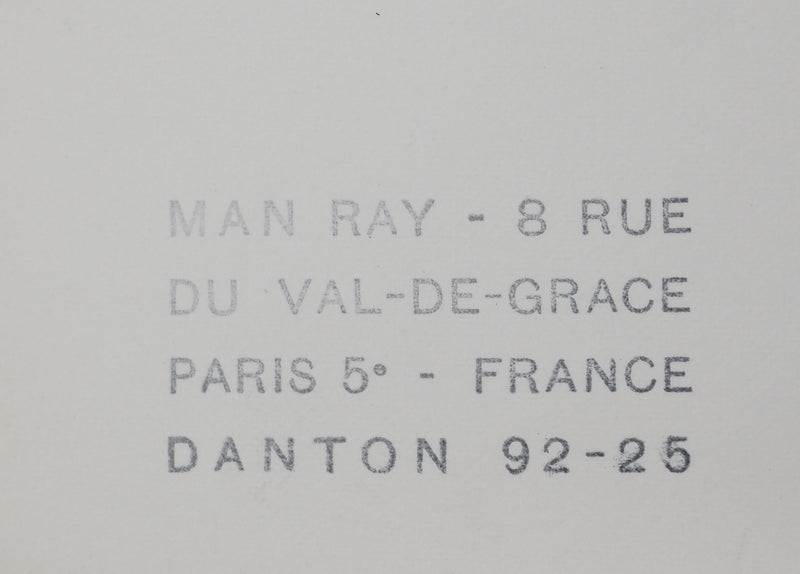 MAN RAY - 8 RUE
DU VAL-DE-GRACE
PARIS 5e - FRANCE
DANTON 92-25